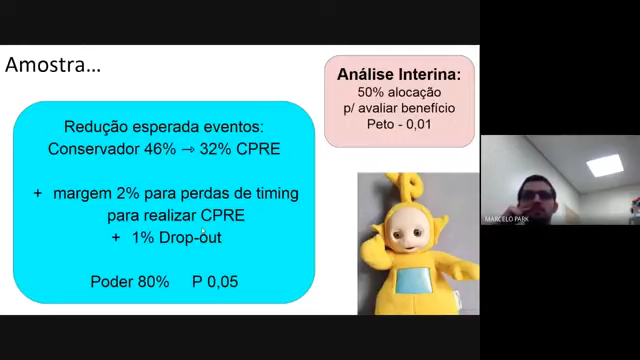 Amostra...
Redução esperada eventos:
Conservador 46% ⇾ 32% CPRE
+ margem 2% para perdas de timing
para realizar CPRE
+ 1% Drop-out
Poder 80% P 0,05
Análise Interina:
50% alocação
p/ avaliar benefício
Peto - 0,01
MARCELO PARK